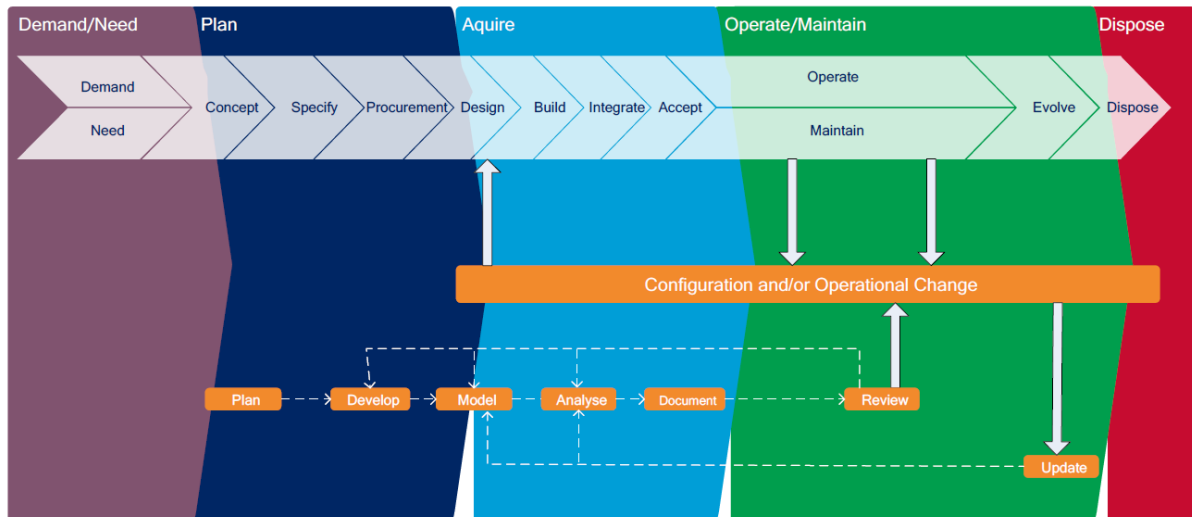 Demand/Need
Plan
Aquire
Operate/Maintain
Dispose
Demand
Need
Concept
Specify
Procurement
Design
Build
Integrate
Accept
Operate
Maintain
Evolve
Dispose
Configuration and/or Operational Change
Plan
Develop
Model
Analyse
Document
Review
Update